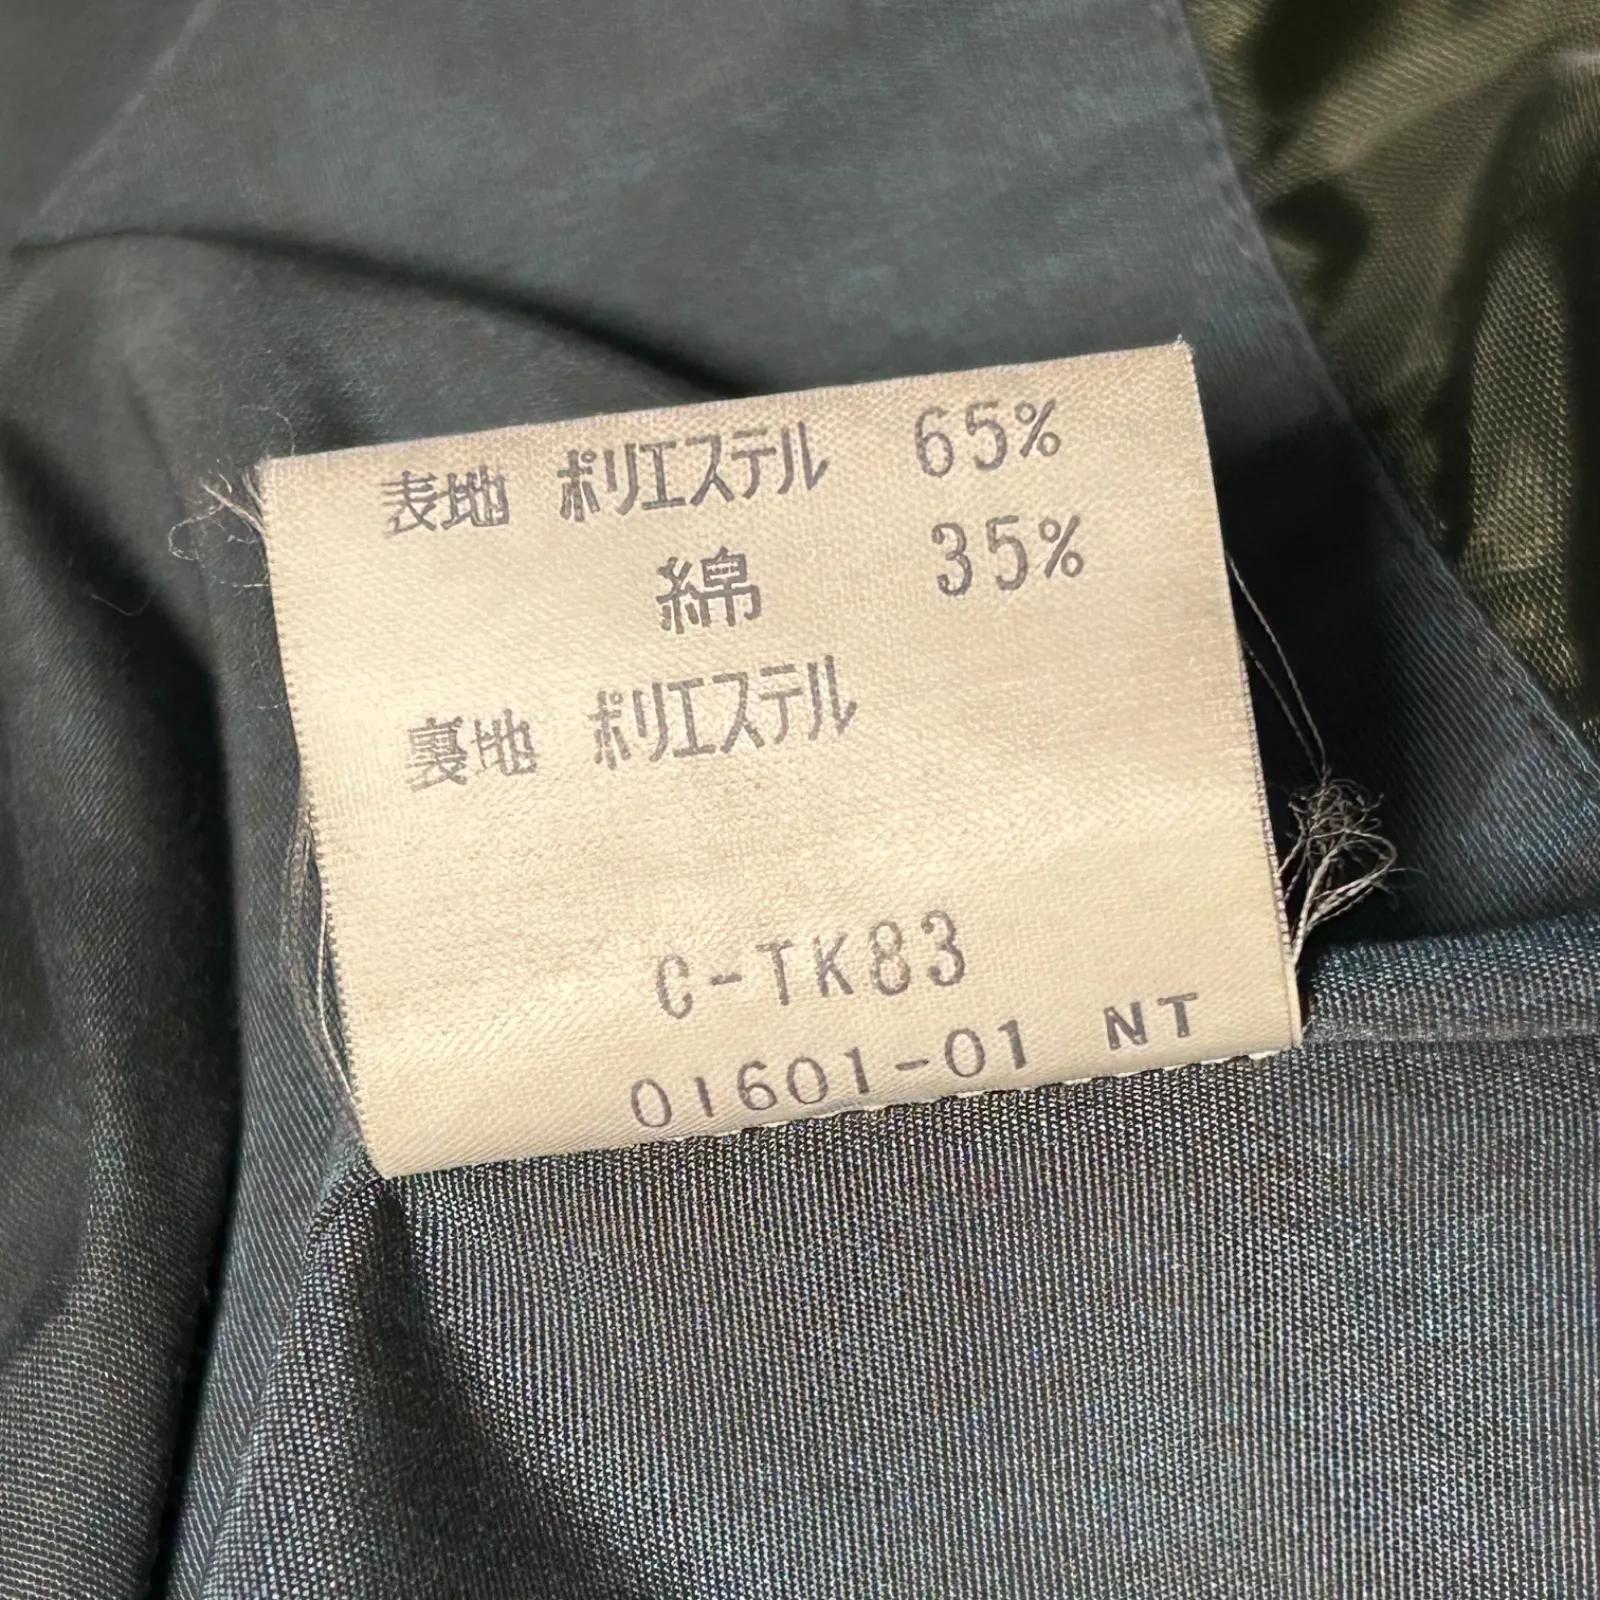 表地 ポリエステル 65%
綿 35%
裏地 ポリエステル
C-TK83
01601-01 NT